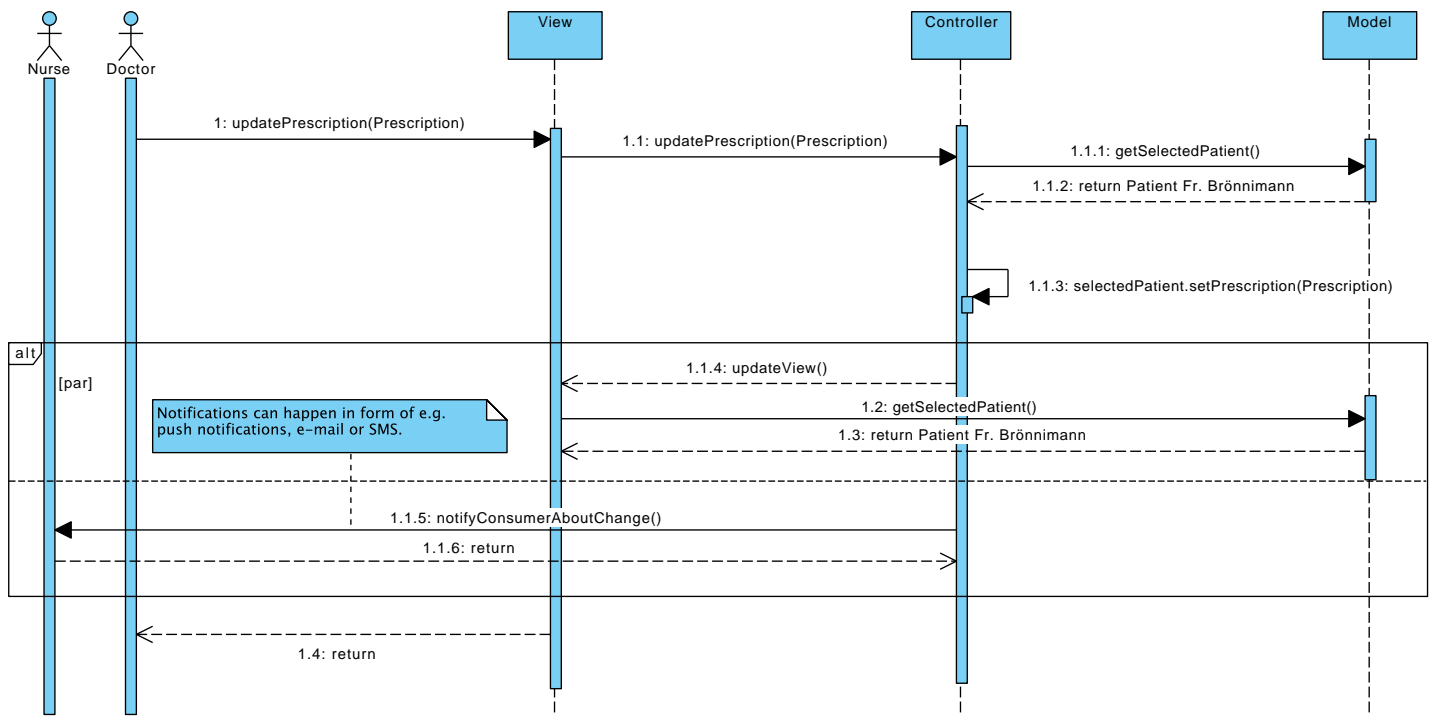 Nurse
Doctor
View
Controller
Model
1: updatePrescription(Prescription)
1.1: updatePrescription(Prescription)
1.1.1: getSelectedPatient()
1.1.2: return Patient Fr. Brönnimann
1.1.3: selectedPatient.setPrescription(Prescription)
alt
[par]
1.1.4: updateView()
Notifications can happen in form of e.g.
push notifications, e-mail or SMS.
1.2: getSelectedPatient()
1.3: return Patient Fr. Brönnimann
1.1.5: notifyConsumerAboutChange()
1.1.6: return
1.4: return